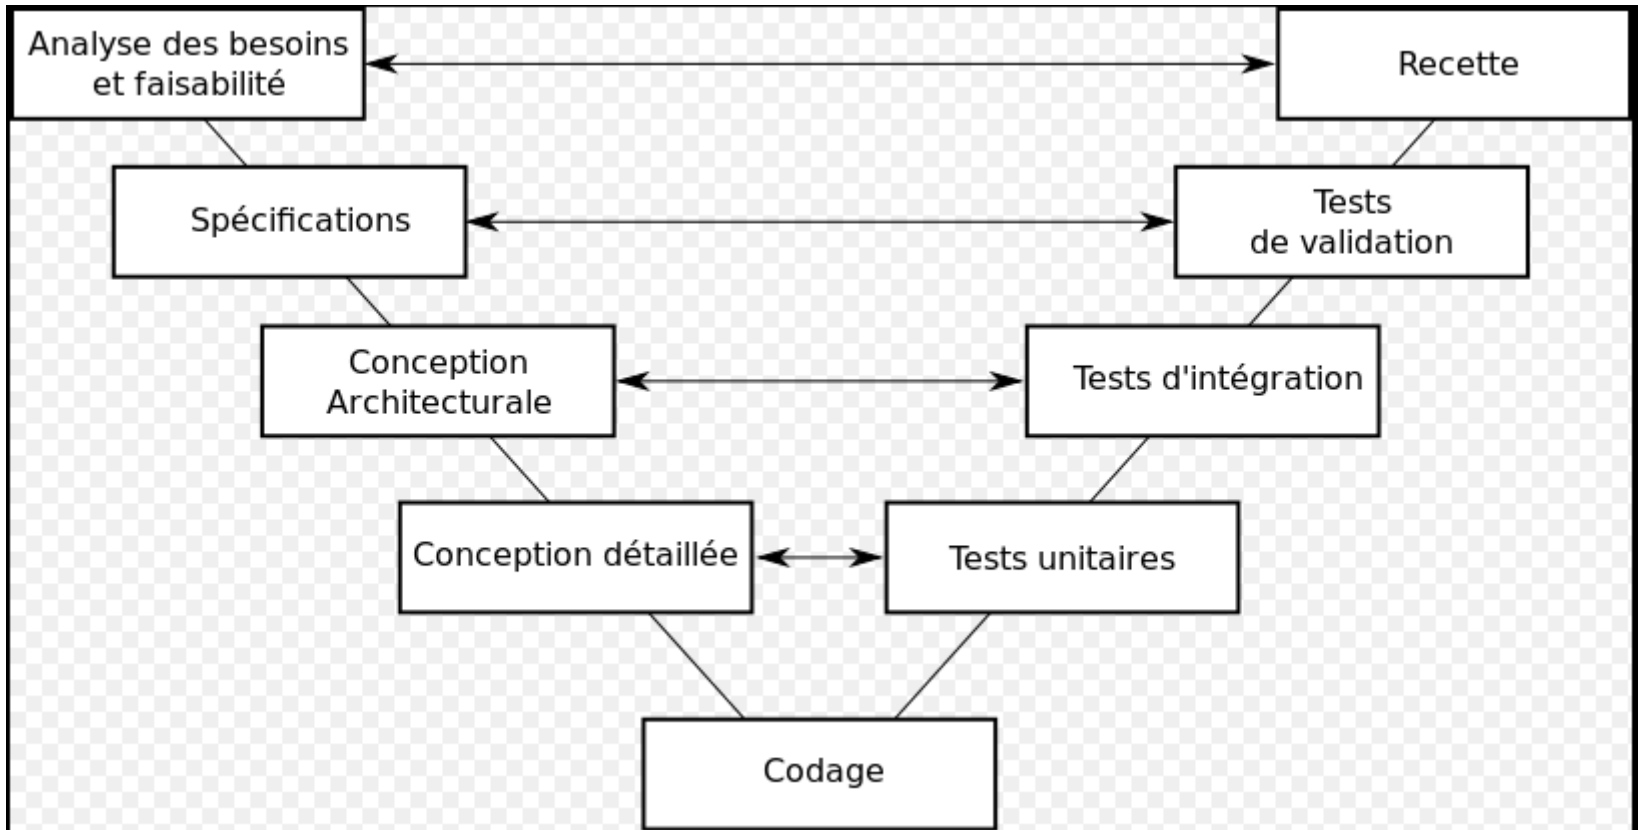 Analyse des besoins
et faisabilité
Recette
Spécifications
Tests
de validation
Conception
Architecturale
Tests d'intégration
Conception détaillée
Tests unitaires
Codage